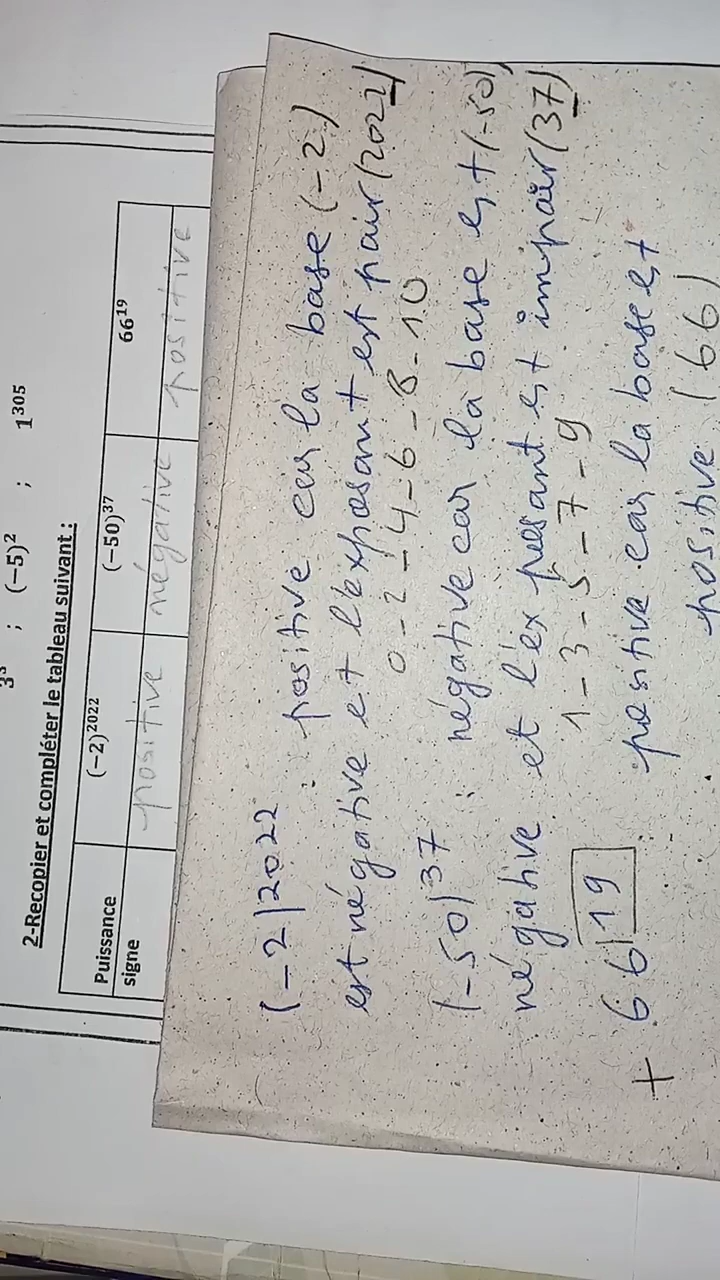 3³ ; (−5)² ; 1³⁰⁵
2-Recopier et compléter le tableau suivant :
Puissance (−2)²⁰²² (−50)³⁷ 66¹⁹
signe positive négative positive
(-2)2022 : positive car la base (-2)
est négative et l'exposant est pair (2022)
0-2-4-6-8-10
(-50)37 : négative car la base est (-50)
négative et l'exposant est impair (37)
1-3-5-7-9
+ 66)19 positive car la base est
positive (66)